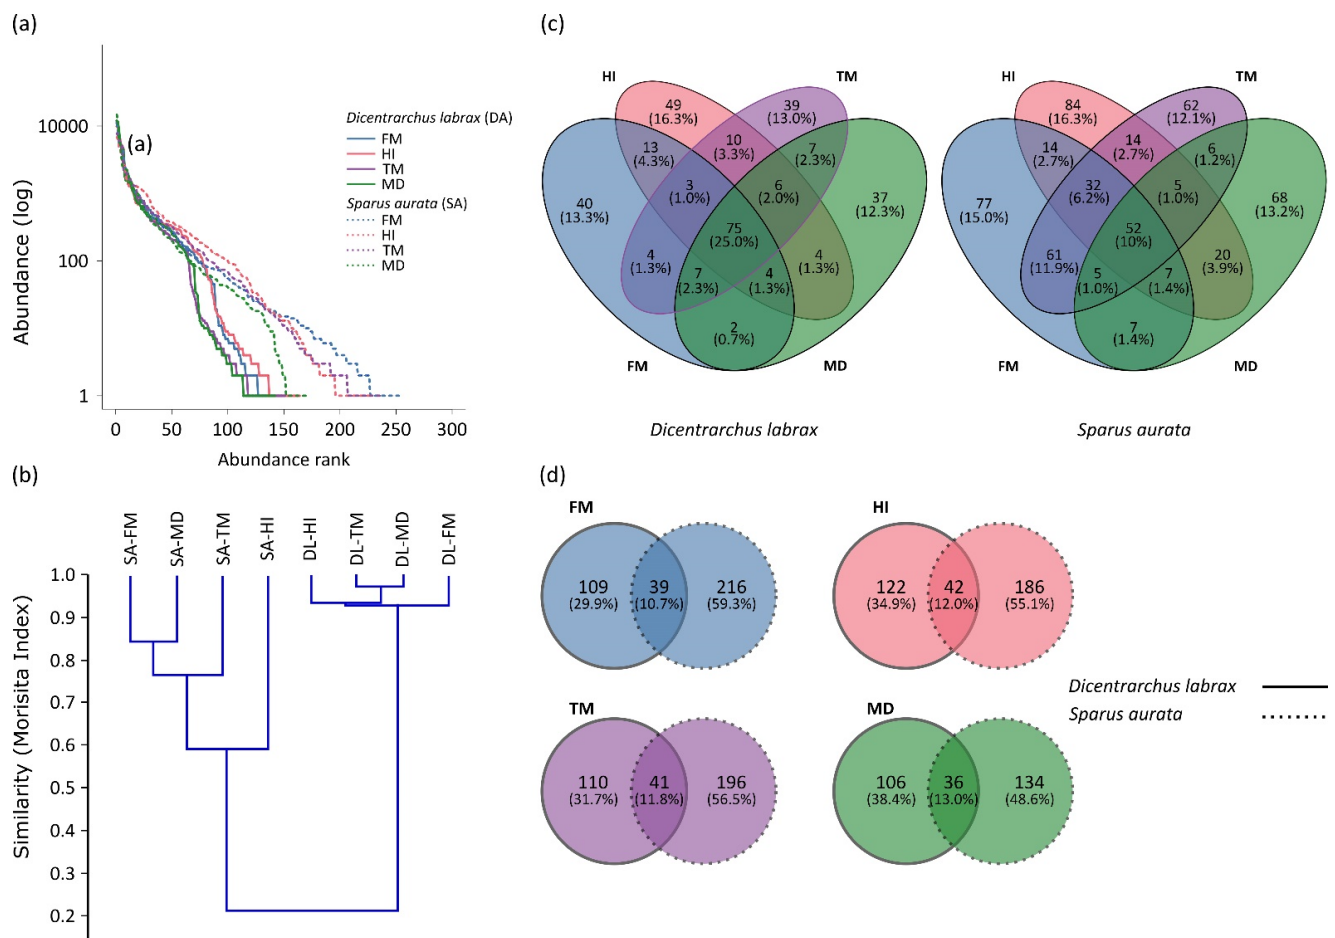 (a)
10000
100
1
Abundance (log)
(a)
Dicentrarchus labrax (DA)
FM
HI
TM
MD
Sparus aurata (SA)
FM
HI
TM
MD
0 50 100 150 200 250 300
Abundance rank
(c)
HI
TM
FM
MD
49
(16.3%)
39
(13.0%)
13
(4.3%)
10
(3.3%)
7
(2.3%)
40
(13.3%)
3
(1.0%)
6
(2.0%)
37
(12.3%)
75
(25.0%)
4
(1.3%)
7
(2.3%)
4
(1.3%)
4
(1.3%)
2
(0.7%)
Dicentrarchus labrax
HI
TM
FM
MD
84
(16.3%)
62
(12.1%)
14
(2.7%)
14
(2.7%)
6
(1.2%)
77
(15.0%)
32
(6.2%)
5
(1.0%)
68
(13.2%)
52
(10%)
61
(11.9%)
5
(1.0%)
7
(1.4%)
20
(3.9%)
7
(1.4%)
Sparus aurata
(b)
SA-FM
SA-MD
SA-TM
SA-HI
DL-HI
DL-TM
DL-MD
DL-FM
1.0
0.9
0.8
0.7
0.6
0.5
0.4
0.3
0.2
Similarity (Morisita Index)
(d)
FM
109
(29.9%)
39
(10.7%)
216
(59.3%)
HI
122
(34.9%)
42
(12.0%)
186
(55.1%)
TM
110
(31.7%)
41
(11.8%)
196
(56.5%)
MD
106
(38.4%)
36
(13.0%)
134
(48.6%)
Dicentrarchus labrax
Sparus aurata